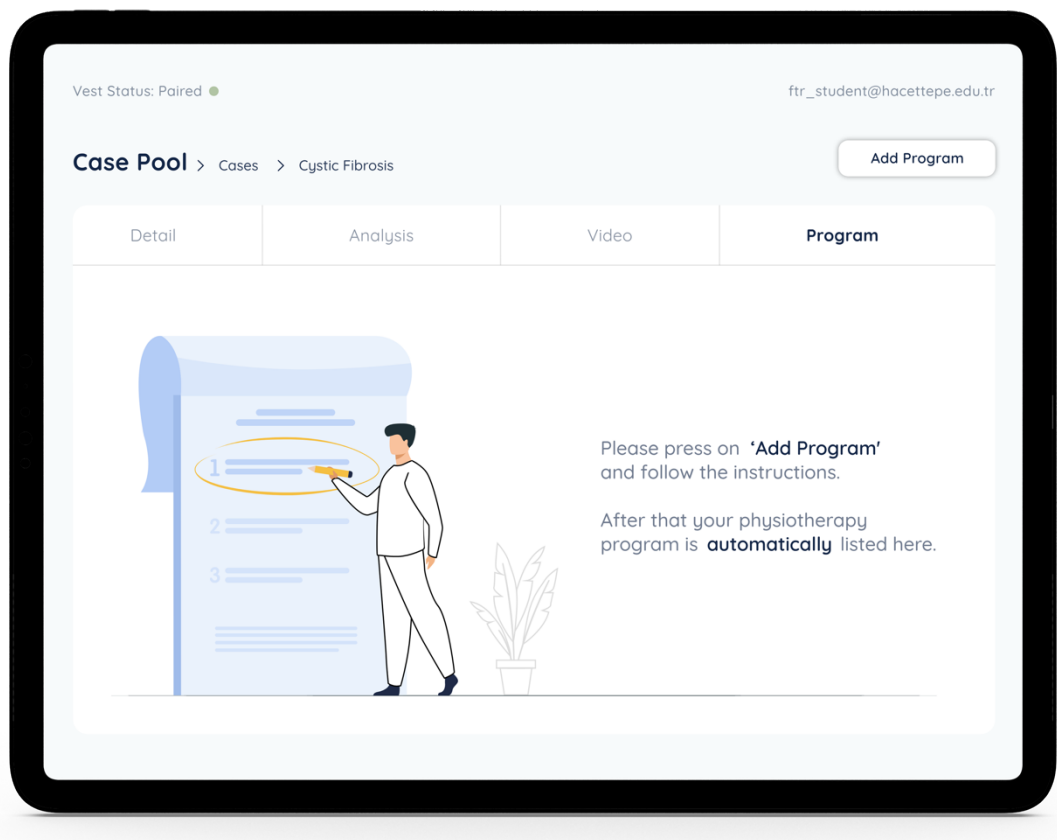 Vest Status: Paired
ftr_student@hacettepe.edu.tr
Case Pool > Cases > Cystic Fibrosis
Add Program
Detail
Analysis
Video
Program
1
2
3
Please press on ‘Add Program'
and follow the instructions.
After that your physiotherapy
program is automatically listed here.